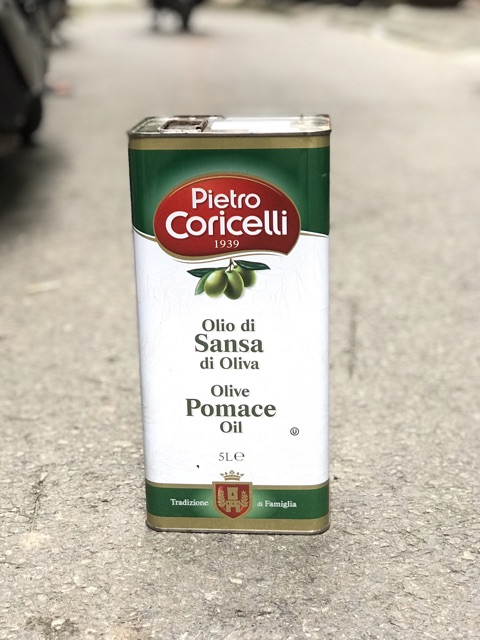 Pietro
Coricelli
1939
Olio di
Sansa
di Oliva
Olive
Pomace
Oil
U
5L℮
Tradizione di Famiglia